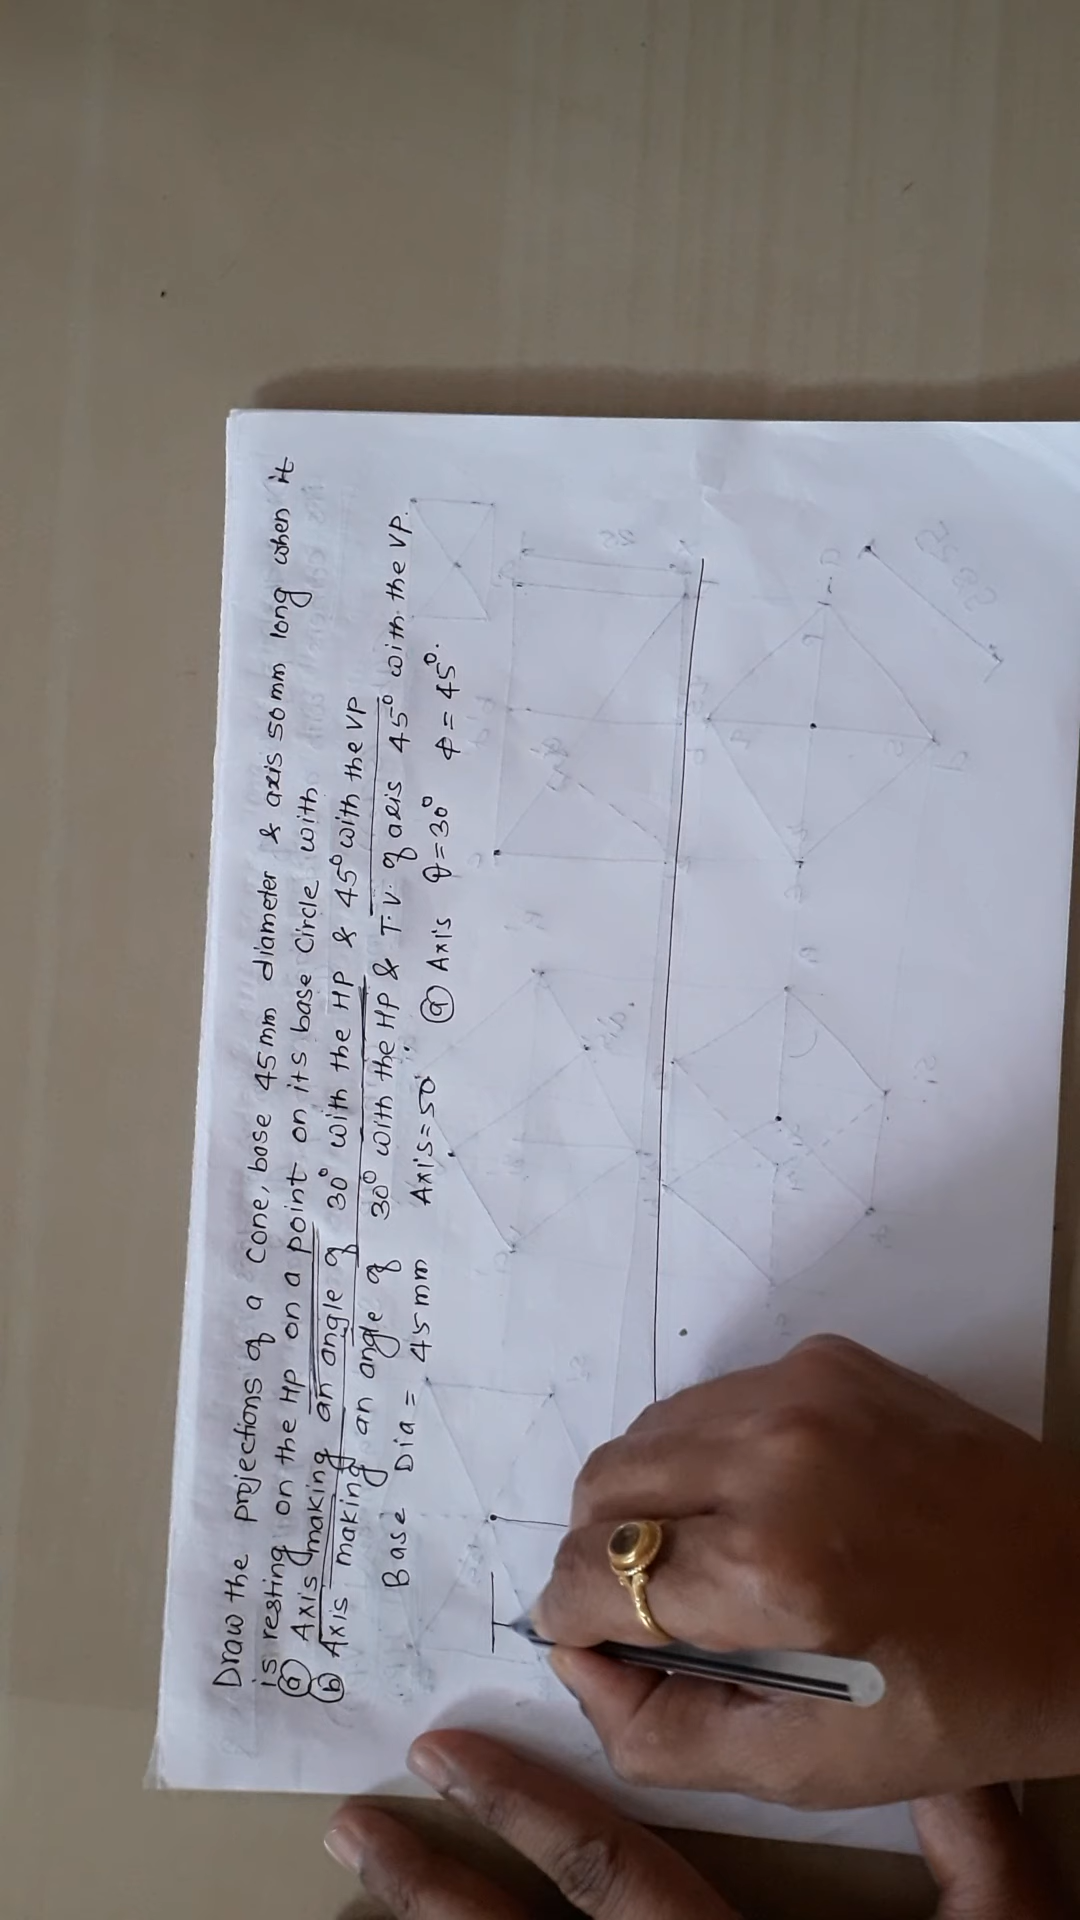 Draw the projections of a Cone, base 45 mm diameter & axis 50 mm long when it
is resting on the HP on a point on its base Circle with
(a) Axis making an angle of 30° with the HP & 45° with the VP
(b) Axis making an angle of 30° with the HP & T.V. of axis 45° with the VP.
Base Dia = 45 mm Axis = 50 (a) Axis θ = 30° φ = 45°.